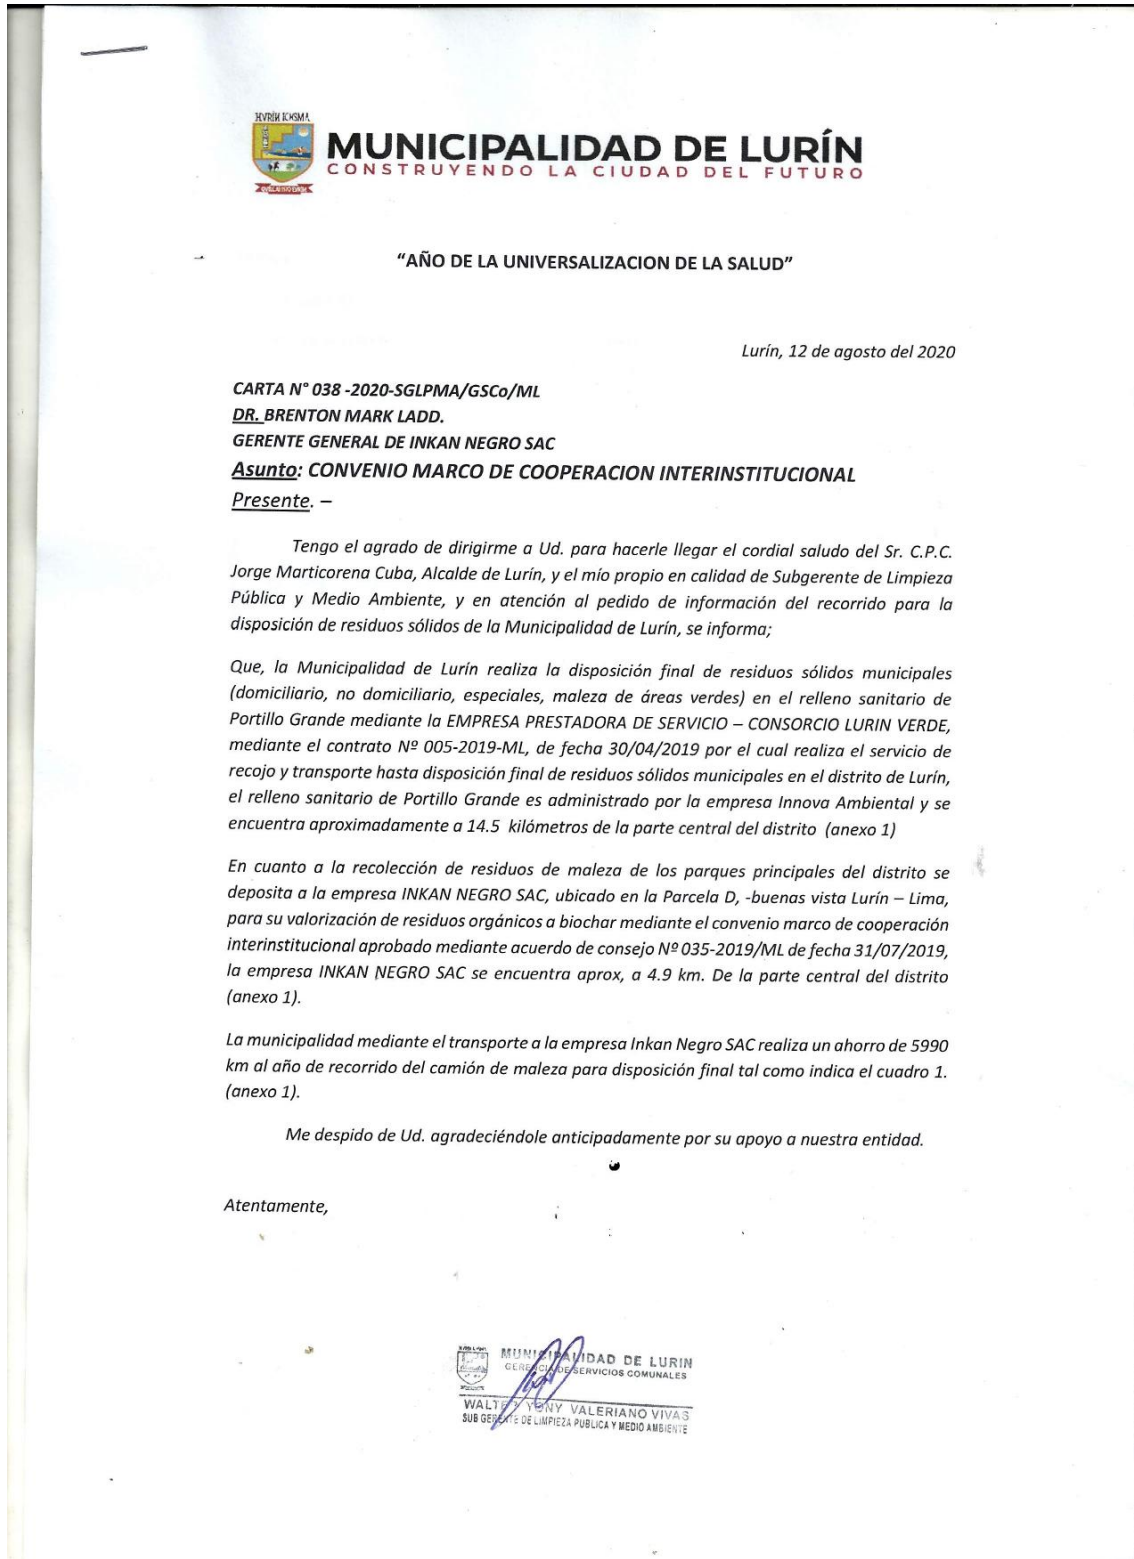 HVRÍN ICHSMA
MUNICIPALIDAD DE LURÍN
CONSTRUYENDO LA CIUDAD DEL FUTURO
“AÑO DE LA UNIVERSALIZACION DE LA SALUD”
Lurín, 12 de agosto del 2020
CARTA N° 038 -2020-SGLPMA/GSCo/ML
DR. BRENTON MARK LADD.
GERENTE GENERAL DE INKAN NEGRO SAC
Asunto: CONVENIO MARCO DE COOPERACION INTERINSTITUCIONAL
Presente. –
Tengo el agrado de dirigirme a Ud. para hacerle llegar el cordial saludo del Sr. C.P.C.
Jorge Marticorena Cuba, Alcalde de Lurín, y el mío propio en calidad de Subgerente de Limpieza
Pública y Medio Ambiente, y en atención al pedido de información del recorrido para la
disposición de residuos sólidos de la Municipalidad de Lurín, se informa;
Que, la Municipalidad de Lurín realiza la disposición final de residuos sólidos municipales
(domiciliario, no domiciliario, especiales, maleza de áreas verdes) en el relleno sanitario de
Portillo Grande mediante la EMPRESA PRESTADORA DE SERVICIO – CONSORCIO LURIN VERDE,
mediante el contrato Nº 005-2019-ML, de fecha 30/04/2019 por el cual realiza el servicio de
recojo y transporte hasta disposición final de residuos sólidos municipales en el distrito de Lurín,
el relleno sanitario de Portillo Grande es administrado por la empresa Innova Ambiental y se
encuentra aproximadamente a 14.5 kilómetros de la parte central del distrito (anexo 1)
En cuanto a la recolección de residuos de maleza de los parques principales del distrito se
deposita a la empresa INKAN NEGRO SAC, ubicado en la Parcela D, -buenas vista Lurín – Lima,
para su valorización de residuos orgánicos a biochar mediante el convenio marco de cooperación
interinstitucional aprobado mediante acuerdo de consejo Nº 035-2019/ML de fecha 31/07/2019,
la empresa INKAN NEGRO SAC se encuentra aprox, a 4.9 km. De la parte central del distrito
(anexo 1).
La municipalidad mediante el transporte a la empresa Inkan Negro SAC realiza un ahorro de 5990
km al año de recorrido del camión de maleza para disposición final tal como indica el cuadro 1.
(anexo 1).
Me despido de Ud. agradeciéndole anticipadamente por su apoyo a nuestra entidad.
Atentamente,
MUNICIPALIDAD DE LURIN
GERENCIA DE SERVICIOS COMUNALES
WALTER YONY VALERIANO VIVAS
SUB GERENTE DE LIMPIEZA PUBLICA Y MEDIO AMBIENTE